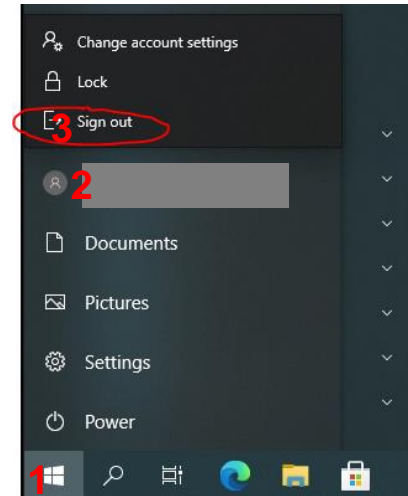 Change account settings
Lock
3 Sign out
2
Documents
Pictures
Settings
Power
1